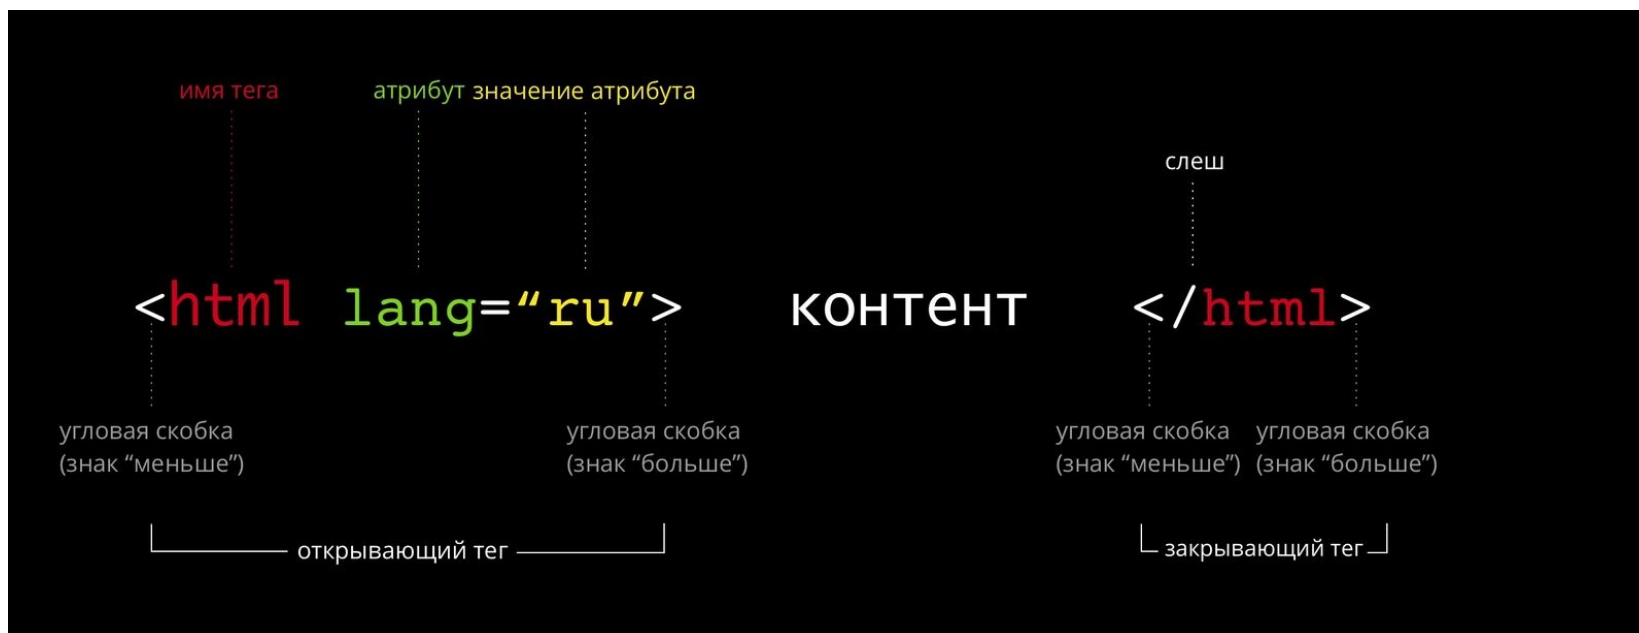 имя тега
атрибут значение атрибута
слеш
<html lang=“ru”> контент </html>
угловая скобка
(знак “меньше”)
угловая скобка
(знак “больше”)
угловая скобка
(знак “меньше”)
угловая скобка
(знак “больше”)
открывающий тег
закрывающий тег